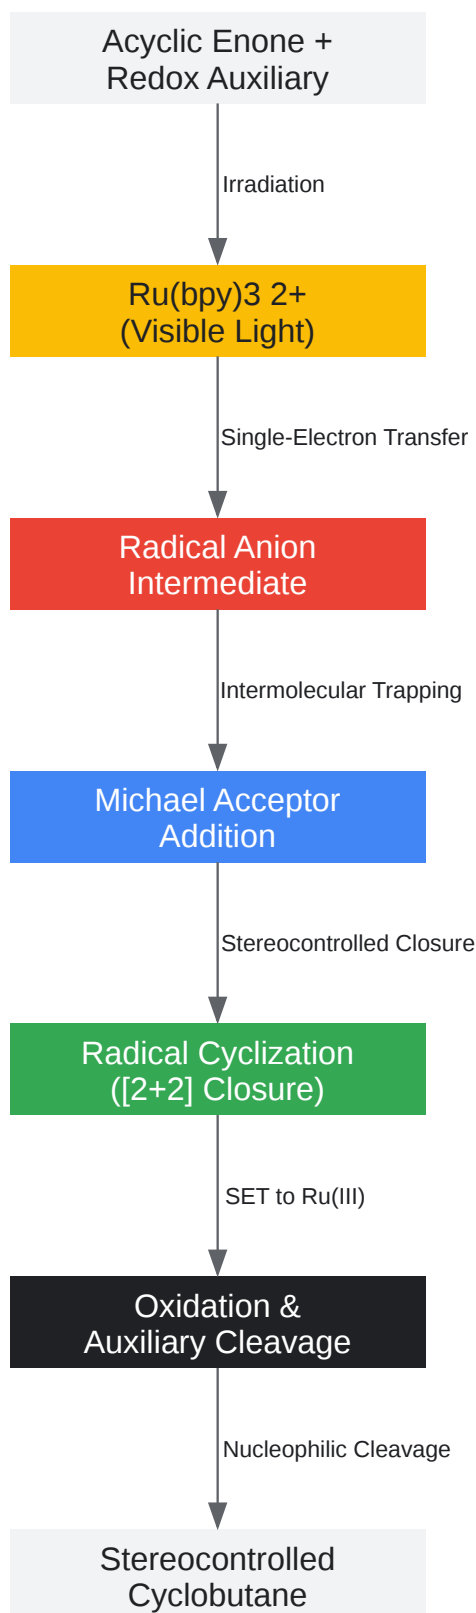 Acyclic Enone +
Redox Auxiliary
Irradiation
Ru(bpy)3 2+
(Visible Light)
Single-Electron Transfer
Radical Anion
Intermediate
Intermolecular Trapping
Michael Acceptor
Addition
Stereocontrolled Closure
Radical Cyclization
([2+2] Closure)
SET to Ru(III)
Oxidation &
Auxiliary Cleavage
Nucleophilic Cleavage
Stereocontrolled
Cyclobutane